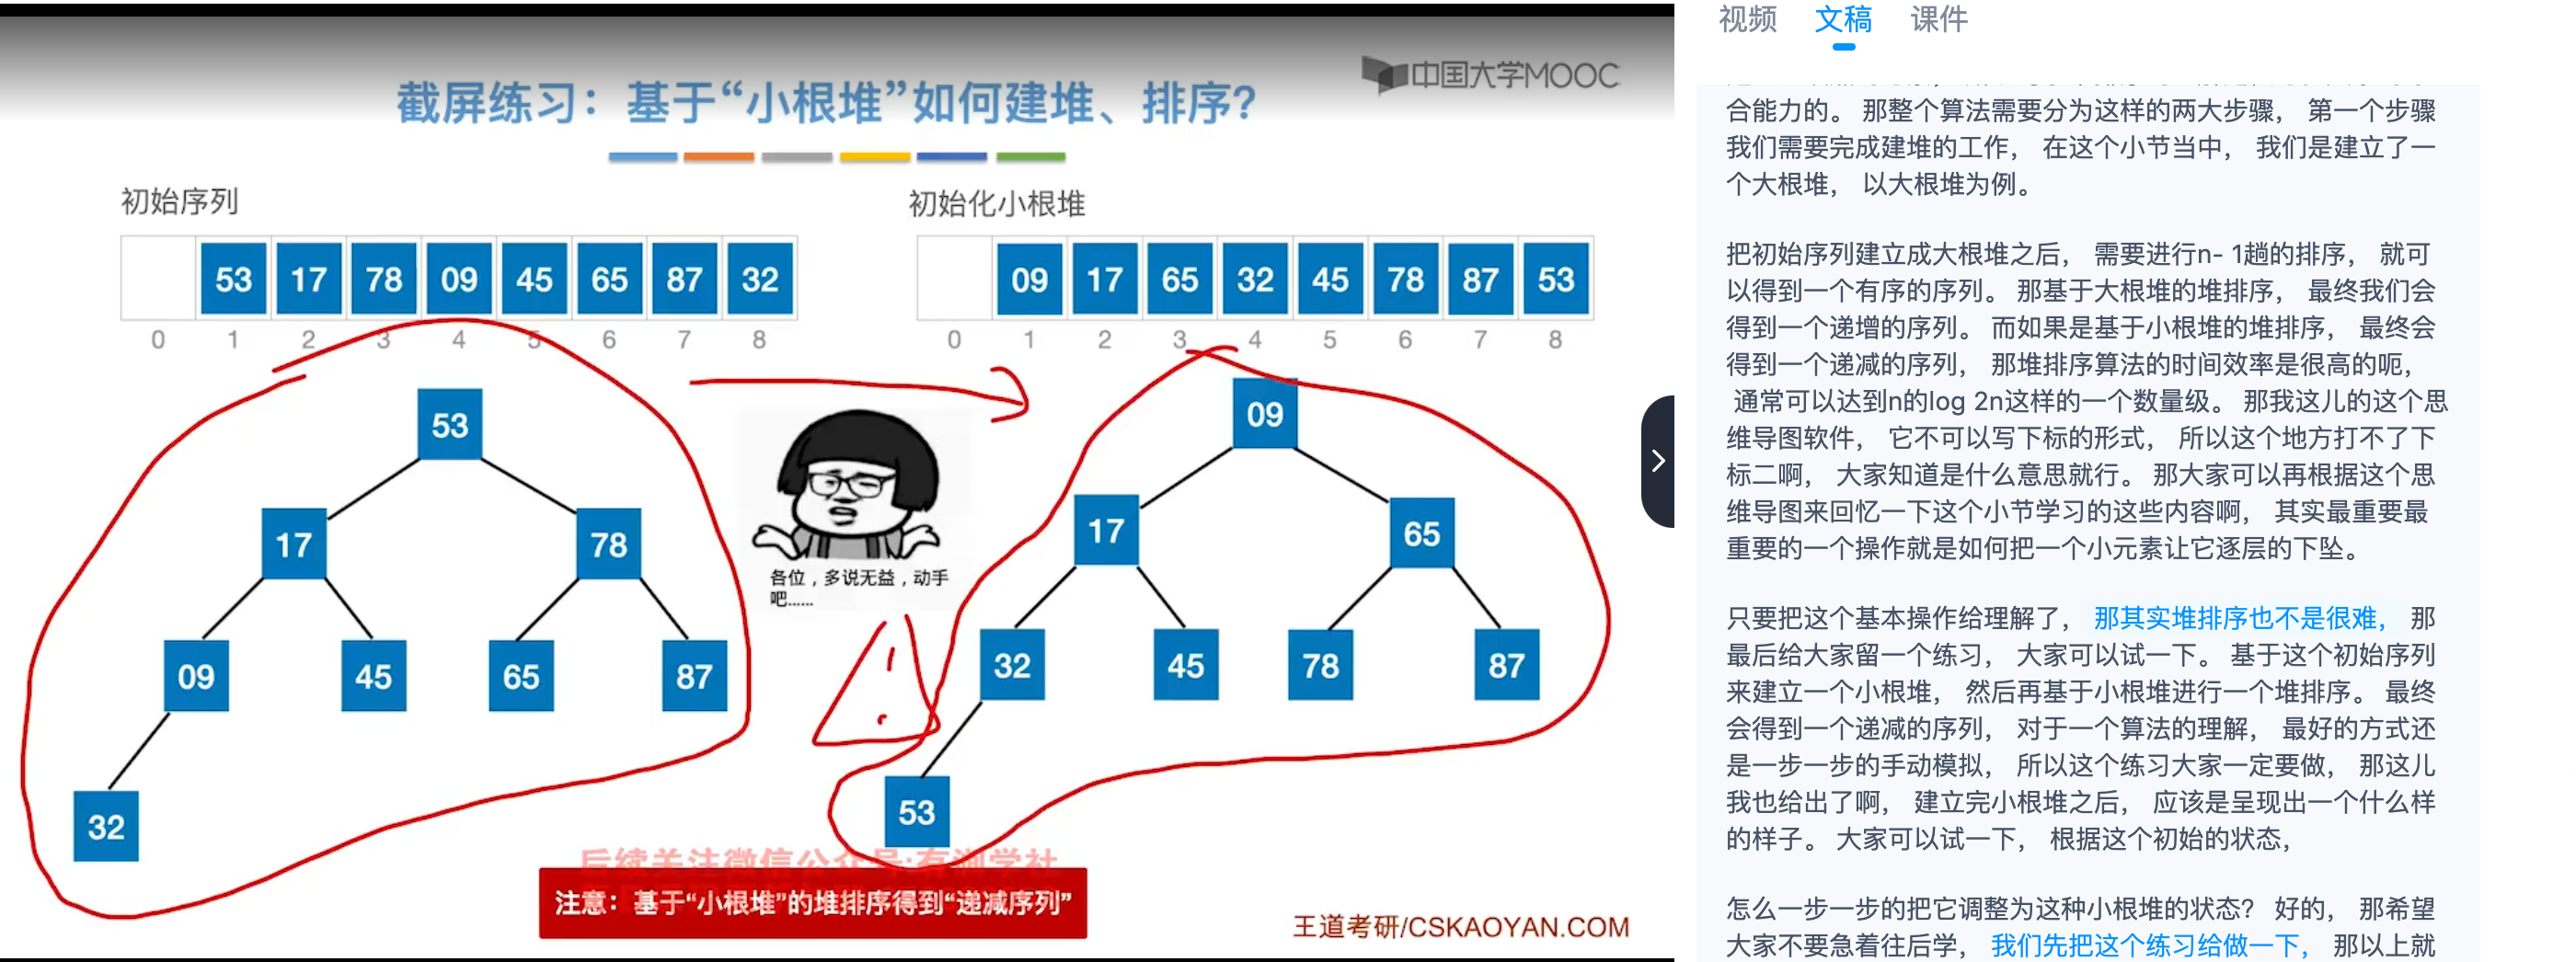 中国大学MOOC
截屏练习：基于“小根堆”如何建堆、排序？
初始序列
53 17 78 09 45 65 87 32
0 1 2 3 4 5 6 7 8
初始化小根堆
09 17 65 32 45 78 87 53
0 1 2 3 4 5 6 7 8
53
17 78
09 45 65 87
32
各位，多说无益，动手
吧......
09
17 65
32 45 78 87
53
后续关注微信公众号:有测学社
注意：基于“小根堆”的堆排序得到“递减序列”
王道考研/CSKAOYAN.COM
视频 文稿 课件
合能力的。 那整个算法需要分为这样的两大步骤， 第一个步骤
我们需要完成建堆的工作， 在这个小节当中， 我们是建立了一
个大根堆， 以大根堆为例。
把初始序列建立成大根堆之后， 需要进行n- 1趟的排序， 就可
以得到一个有序的序列。 那基于大根堆的堆排序， 最终我们会
得到一个递增的序列。 而如果是基于小根堆的堆排序， 最终会
得到一个递减的序列， 那堆排序算法的时间效率是很高的呃，
通常可以达到n的log 2n这样的一个数量级。 那我这儿的这个思
维导图软件， 它不可以写下标的形式， 所以这个地方打不了下
标二啊， 大家知道是什么意思就行。 那大家可以再根据这个思
维导图来回忆一下这个小节学习的这些内容啊， 其实最重要最
重要的一个操作就是如何把一个小元素让它逐层的下坠。
只要把这个基本操作给理解了， 那其实堆排序也不是很难， 那
最后给大家留一个练习， 大家可以试一下。 基于这个初始序列
来建立一个小根堆， 然后再基于小根堆进行一个堆排序。 最终
会得到一个递减的序列， 对于一个算法的理解， 最好的方式还
是一步一步的手动模拟， 所以这个练习大家一定要做， 那这儿
我也给出了啊， 建立完小根堆之后， 应该是呈现出一个什么样
的样子。 大家可以试一下， 根据这个初始的状态，
怎么一步一步的把它调整为这种小根堆的状态？ 好的， 那希望
大家不要急着往后学， 我们先把这个练习给做一下， 那以上就